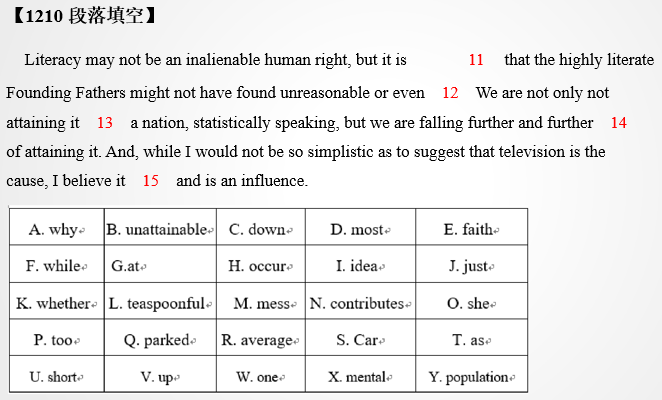 【1210 段落填空】
Literacy may not be an inalienable human right, but it is 11 that the highly literate
Founding Fathers might not have found unreasonable or even 12 We are not only not
attaining it 13 a nation, statistically speaking, but we are falling further and further 14
of attaining it. And, while I would not be so simplistic as to suggest that television is the
cause, I believe it 15 and is an influence.
A. why B. unattainable C. down D. most E. faith
F. while G.at H. occur I. idea J. just
K. whether L. teaspoonful M. mess N. contributes O. she
P. too Q. parked R. average S. Car T. as
U. short V. up W. one X. mental Y. population